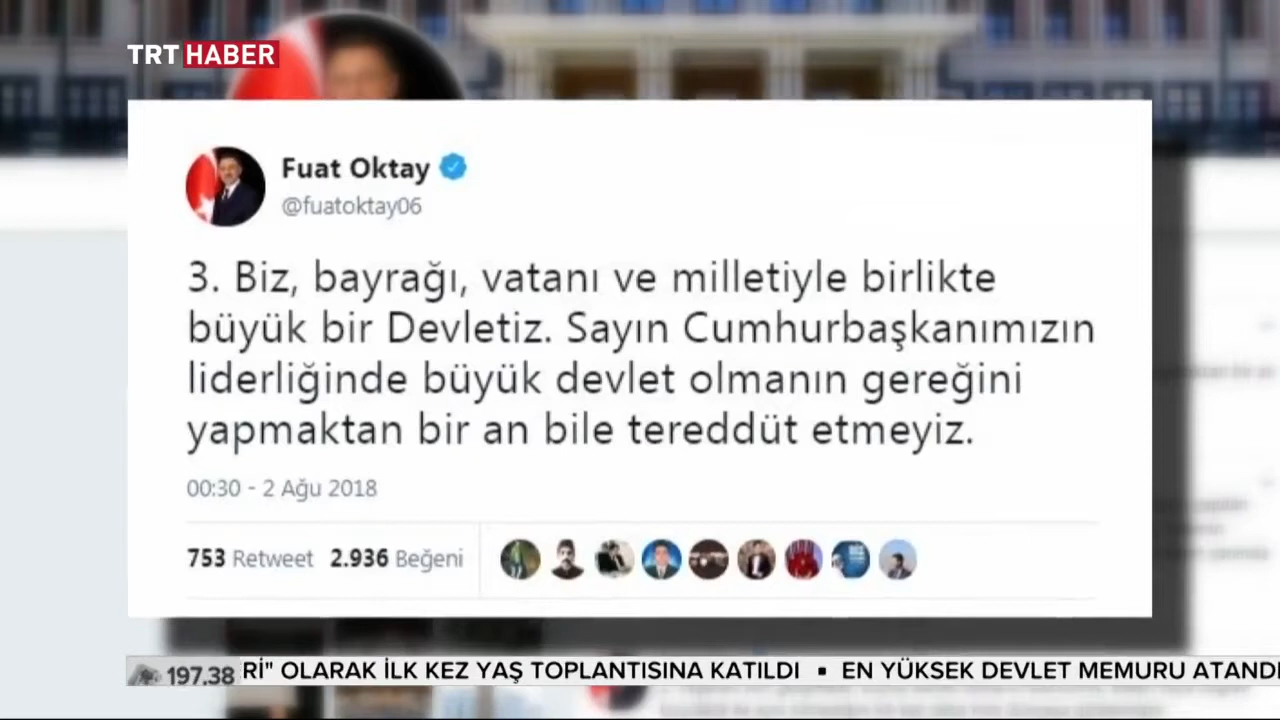 TRT HABER
Fuat Oktay
@fuatoktay06
3. Biz, bayrağı, vatanı ve milletiyle birlikte
büyük bir Devletiz. Sayın Cumhurbaşkanımızın
liderliğinde büyük devlet olmanın gereğini
yapmaktan bir an bile tereddüt etmeyiz.
00:30 - 2 Ağu 2018
753 Retweet 2.936 Beğeni
197.38 Rİ" OLARAK İLK KEZ YAŞ TOPLANTISINA KATILDI ▪ EN YÜKSEK DEVLET MEMURU ATANDI